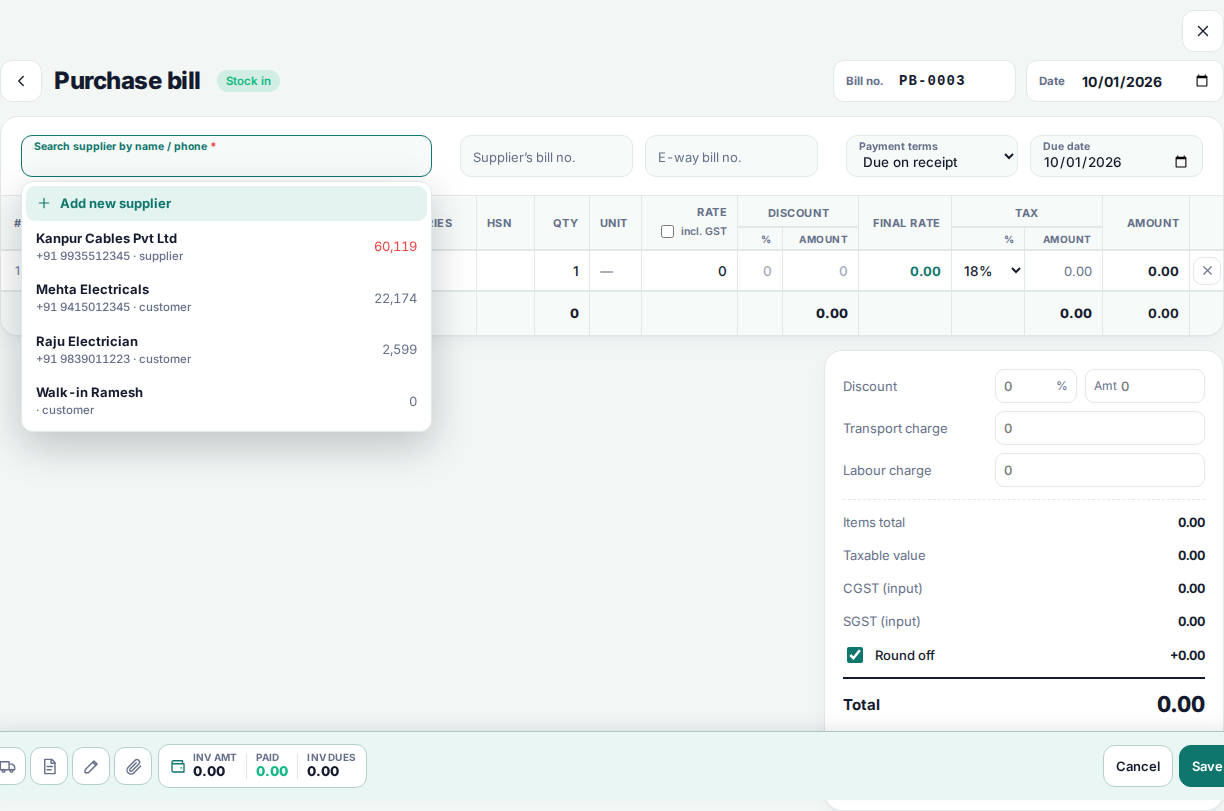 Purchase bill
Stock in
Bill no. PB-0003
Date 10/01/2026
Search supplier by name / phone *
Supplier's bill no.
E-way bill no.
Payment terms
Due on receipt
Due date
10/01/2026
Add new supplier
Kanpur Cables Pvt Ltd
+91 9935512345 · supplier
60,119
Mehta Electricals
+91 9415012345 · customer
22,174
Raju Electrician
+91 9839011223 · customer
2,599
Walk-in Ramesh
· customer
0
# HSN QTY UNIT RATE incl. GST DISCOUNT % AMOUNT FINAL RATE TAX % AMOUNT AMOUNT
1 1 — 0 0 0 0.00 18% 0.00 0.00
0 0.00 0.00 0.00
Discount 0 % Amt 0
Transport charge 0
Labour charge 0
Items total 0.00
Taxable value 0.00
CGST (input) 0.00
SGST (input) 0.00
Round off +0.00
Total 0.00
INV AMT 0.00
PAID 0.00
INV DUES 0.00
Cancel
Save